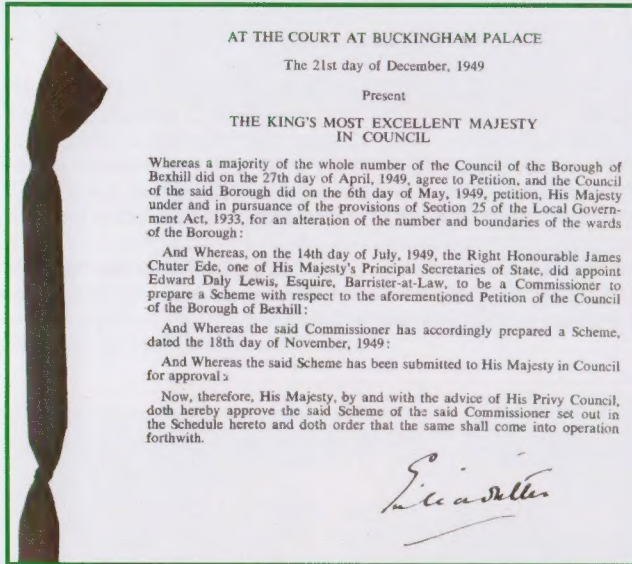 AT THE COURT AT BUCKINGHAM PALACE
The 21st day of December, 1949
Present
THE KING'S MOST EXCELLENT MAJESTY
IN COUNCIL
Whereas a majority of the whole number of the Council of the Borough of
Bexhill did on the 27th day of April, 1949, agree to Petition, and the Council
of the said Borough did on the 6th day of May, 1949, petition, His Majesty
under and in pursuance of the provisions of Section 25 of the Local Govern-
ment Act, 1933, for an alteration of the number and boundaries of the wards
of the Borough:
And Whereas, on the 14th day of July, 1949, the Right Honourable James
Chuter Ede, one of His Majesty's Principal Secretaries of State, did appoint
Edward Daly Lewis, Esquire, Barrister-at-Law, to be a Commissioner to
prepare a Scheme with respect to the aforementioned Petition of the Council
of the Borough of Bexhill:
And Whereas the said Commissioner has accordingly prepared a Scheme,
dated the 18th day of November, 1949:
And Whereas the said Scheme has been submitted to His Majesty in Council
for approval:
Now, therefore, His Majesty, by and with the advice of His Privy Council,
doth hereby approve the said Scheme of the said Commissioner set out in
the Schedule hereto and doth order that the same shall come into operation
forthwith.